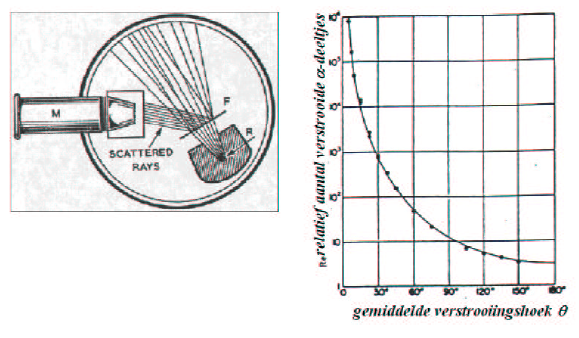 M
F
R
SCATTERED
RAYS
relatief aantal verstrooide α-deeltjes
10⁶
10⁵
10⁴
10³
10²
10
1
0 30° 60° 90° 120° 150° 180°
gemiddelde verstrooiingshoek θ